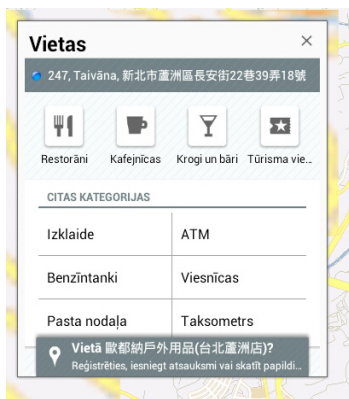 Vietas
247, Taivāna, 新北市蘆洲區長安街22巷39弄18號
Restorāni Kafejnīcas Krogi un bāri Tūrisma vie...
CITAS KATEGORIJAS
Izklaide ATM
Benzīntanki Viesnīcas
Pasta nodaļa Taksometrs
Vietā 歐都納戶外用品(台北蘆洲店)?
Reģistrēties, iesniegt atsauksmi vai skatīt papildi...